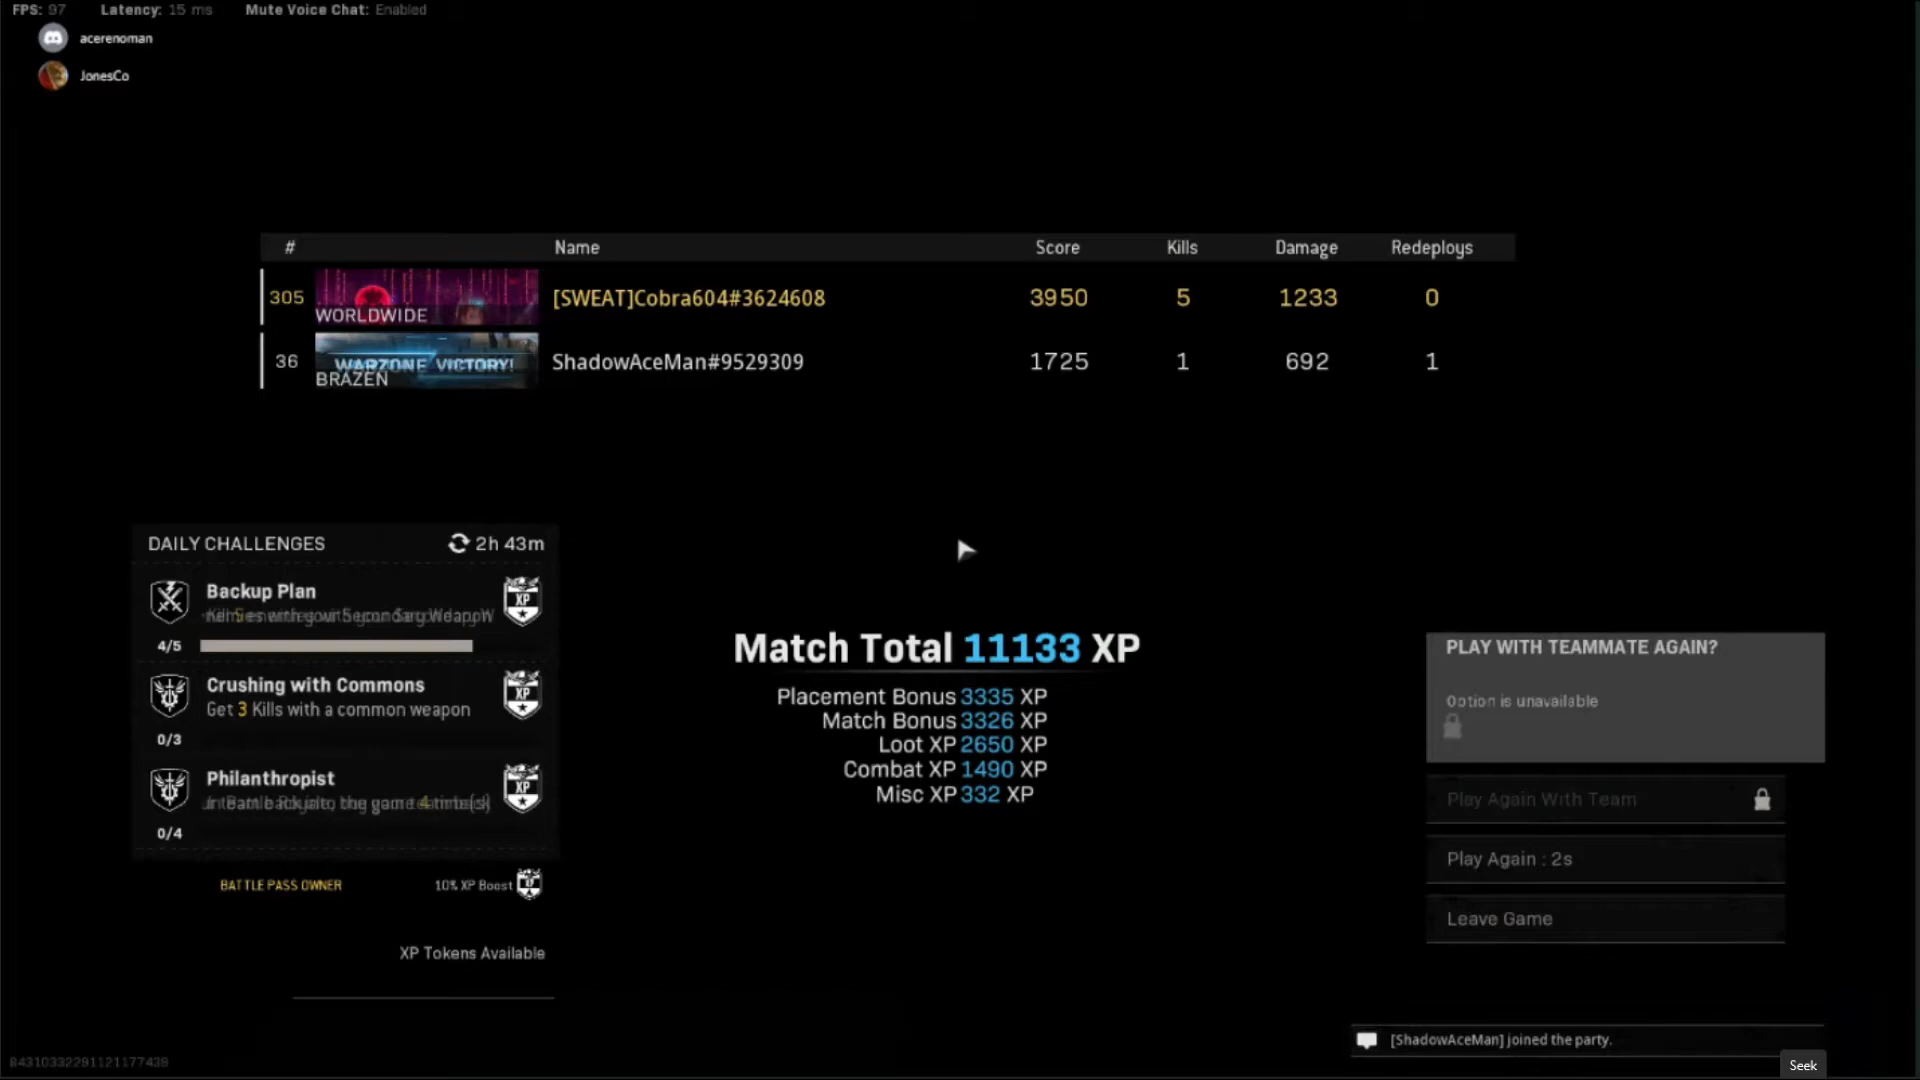 FPS: 97 Latency: 15 ms Mute Voice Chat: Enabled
acerenoman
JonesCo
# Name Score Kills Damage Redeploys
305 WORLDWIDE [SWEAT]Cobra604#3624608 3950 5 1233 0
WARZONE VICTORY!
36 BRAZEN ShadowAceMan#9529309 1725 1 692 1
DAILY CHALLENGES 2h 43m
Backup Plan
XP
4/5
Crushing with Commons
Get 3 Kills with a common weapon
XP
0/3
Philanthropist
XP
0/4
BATTLE PASS OWNER 10% XP Boost
XP Tokens Available
Match Total 11133 XP
Placement Bonus 3335 XP
Match Bonus 3326 XP
Loot XP 2650 XP
Combat XP 1490 XP
Misc XP 332 XP
PLAY WITH TEAMMATE AGAIN?
Option is unavailable
Play Again With Team
Play Again : 2s
Leave Game
[ShadowAceMan] joined the party.
Seek